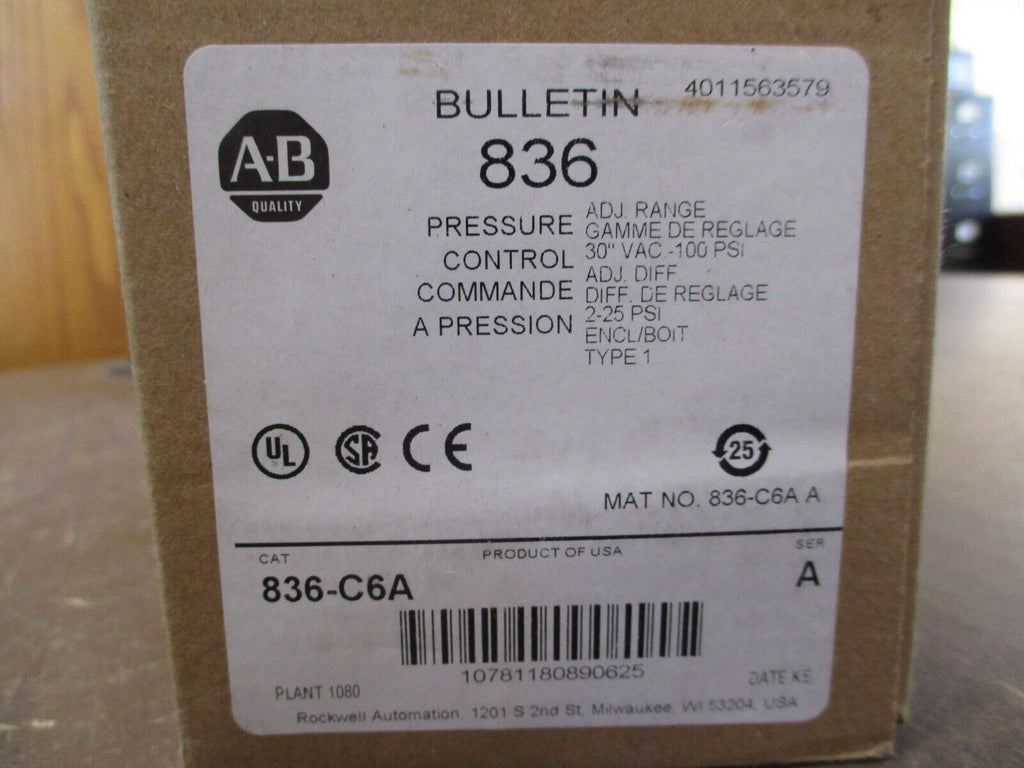 BULLETIN
4011563579
836
A-B
QUALITY
PRESSURE
CONTROL
COMMANDE
A PRESSION
ADJ. RANGE
GAMME DE REGLAGE
30" VAC.-100 PSI
ADJ. DIFF.
DIFF. DE REGLAGE
2-25 PSI
ENCL/BOIT
TYPE 1
UL
SA
CE
25
MAT NO. 836-C6A A
CAT
PRODUCT OF USA
SER
836-C6A
A
10781180890625
PLANT 1080
DATE KE
Rockwell Automation, 1201 S 2nd St, Milwaukee, WI 53204, USA